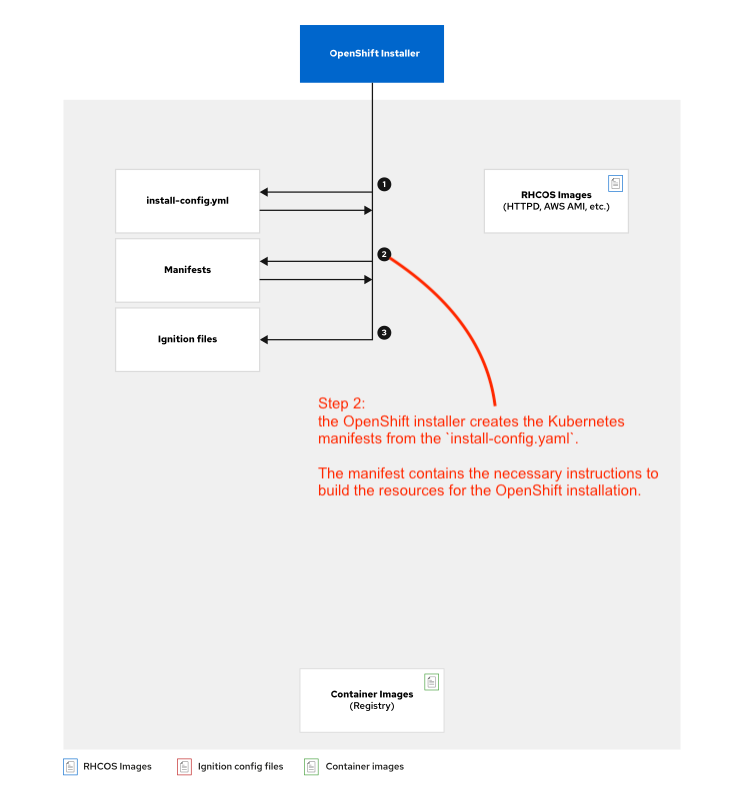 OpenShift Installer
1
install-config.yml
RHCOS Images
(HTTPD, AWS AMI, etc.)
2
Manifests
3
Ignition files
Step 2:
the OpenShift installer creates the Kubernetes
manifests from the `install-config.yaml`.
The manifest contains the necessary instructions to
build the resources for the OpenShift installation.
Container Images
(Registry)
RHCOS Images
Ignition config files
Container images